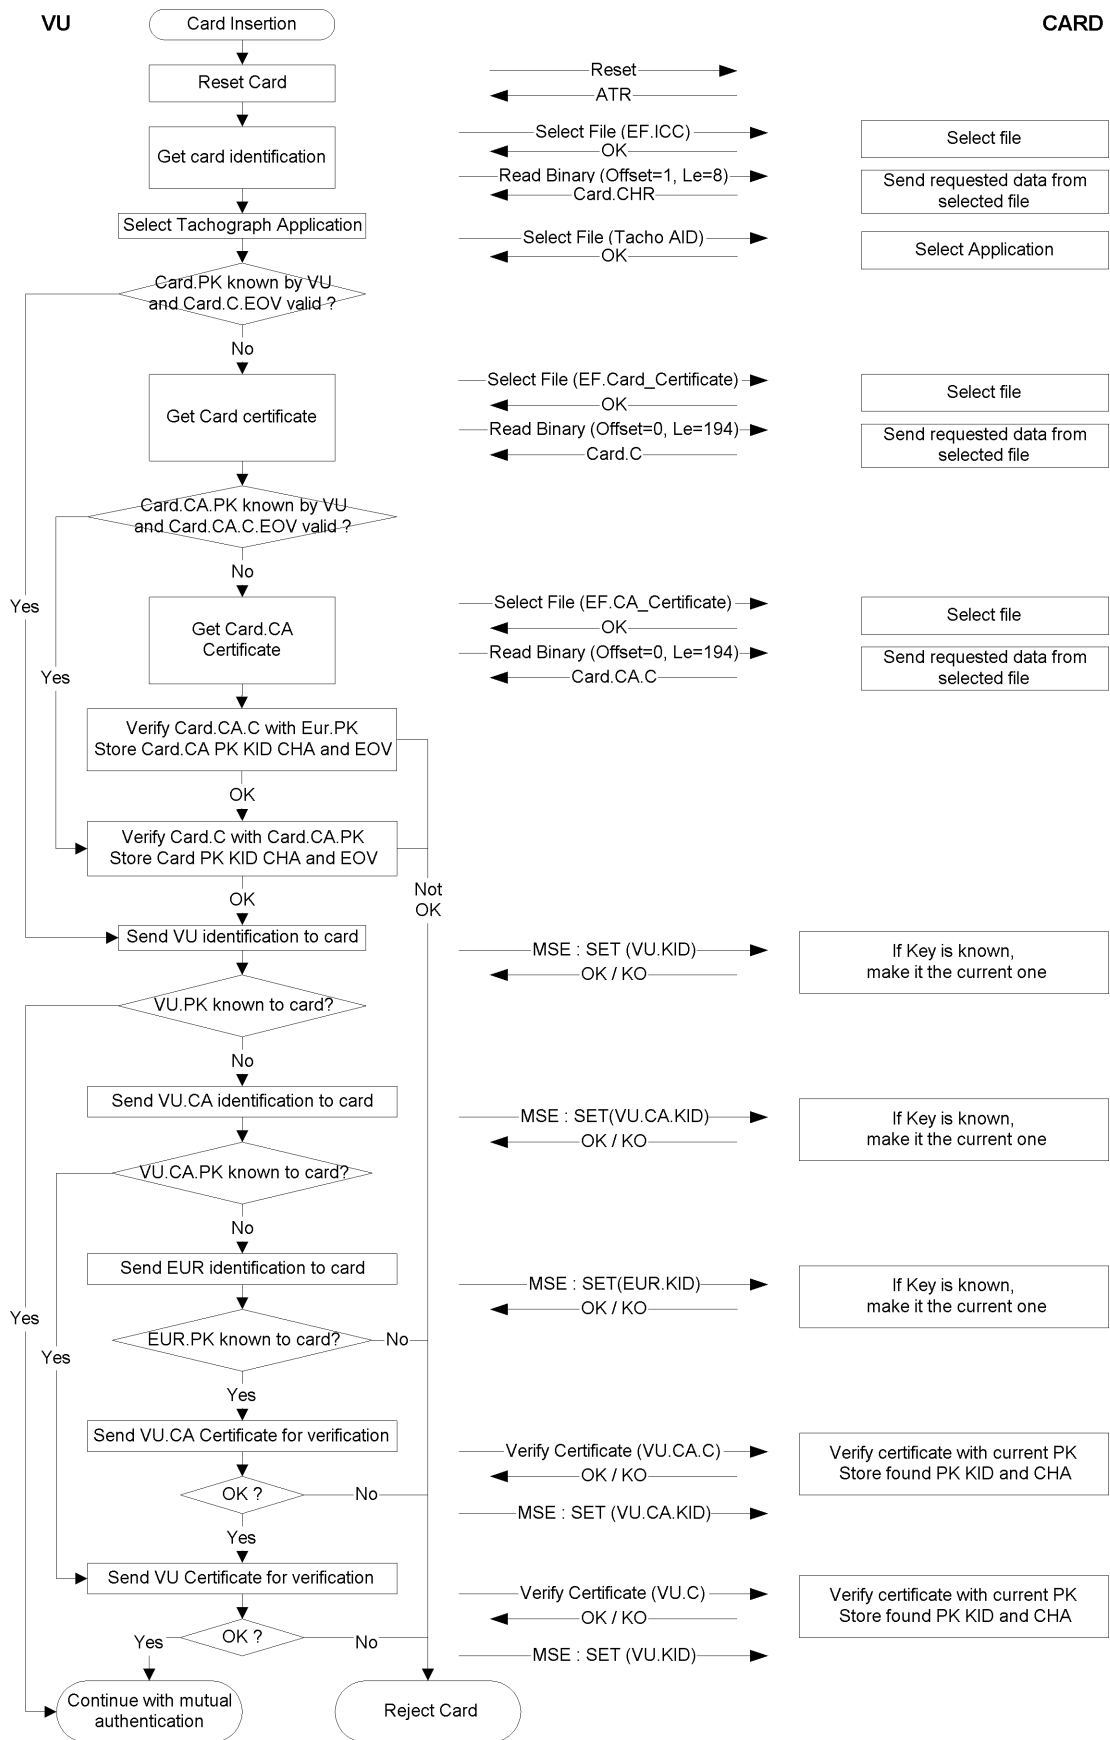 VU
Card Insertion
CARD
Reset Card
Reset
ATR
Get card identification
Select File (EF.ICC)
OK
Select file
Read Binary (Offset=1, Le=8)
Card.CHR
Send requested data from
selected file
Select Tachograph Application
Select File (Tacho AID)
OK
Select Application
Card.PK known by VU
and Card.C.EOV valid ?
No
Get Card certificate
Select File (EF.Card_Certificate)
OK
Select file
Read Binary (Offset=0, Le=194)
Card.C
Send requested data from
selected file
Card.CA.PK known by VU
and Card.CA.C.EOV valid ?
No
Yes
Get Card.CA
Certificate
Select File (EF.CA_Certificate)
OK
Select file
Read Binary (Offset=0, Le=194)
Card.CA.C
Send requested data from
selected file
Yes
Verify Card.CA.C with Eur.PK
Store Card.CA PK KID CHA and EOV
OK
Verify Card.C with Card.CA.PK
Store Card PK KID CHA and EOV
OK
Not
OK
Send VU identification to card
MSE : SET (VU.KID)
OK / KO
If Key is known,
make it the current one
VU.PK known to card?
No
Send VU.CA identification to card
MSE : SET(VU.CA.KID)
OK / KO
If Key is known,
make it the current one
VU.CA.PK known to card?
No
Send EUR identification to card
MSE : SET(EUR.KID)
OK / KO
If Key is known,
make it the current one
Yes
EUR.PK known to card?
No
Yes
Yes
Send VU.CA Certificate for verification
Verify Certificate (VU.CA.C)
OK / KO
Verify certificate with current PK
Store found PK KID and CHA
OK ?
No
MSE : SET (VU.CA.KID)
Yes
Send VU Certificate for verification
Verify Certificate (VU.C)
OK / KO
Verify certificate with current PK
Store found PK KID and CHA
OK ?
Yes
No
MSE : SET (VU.KID)
Continue with mutual
authentication
Reject Card